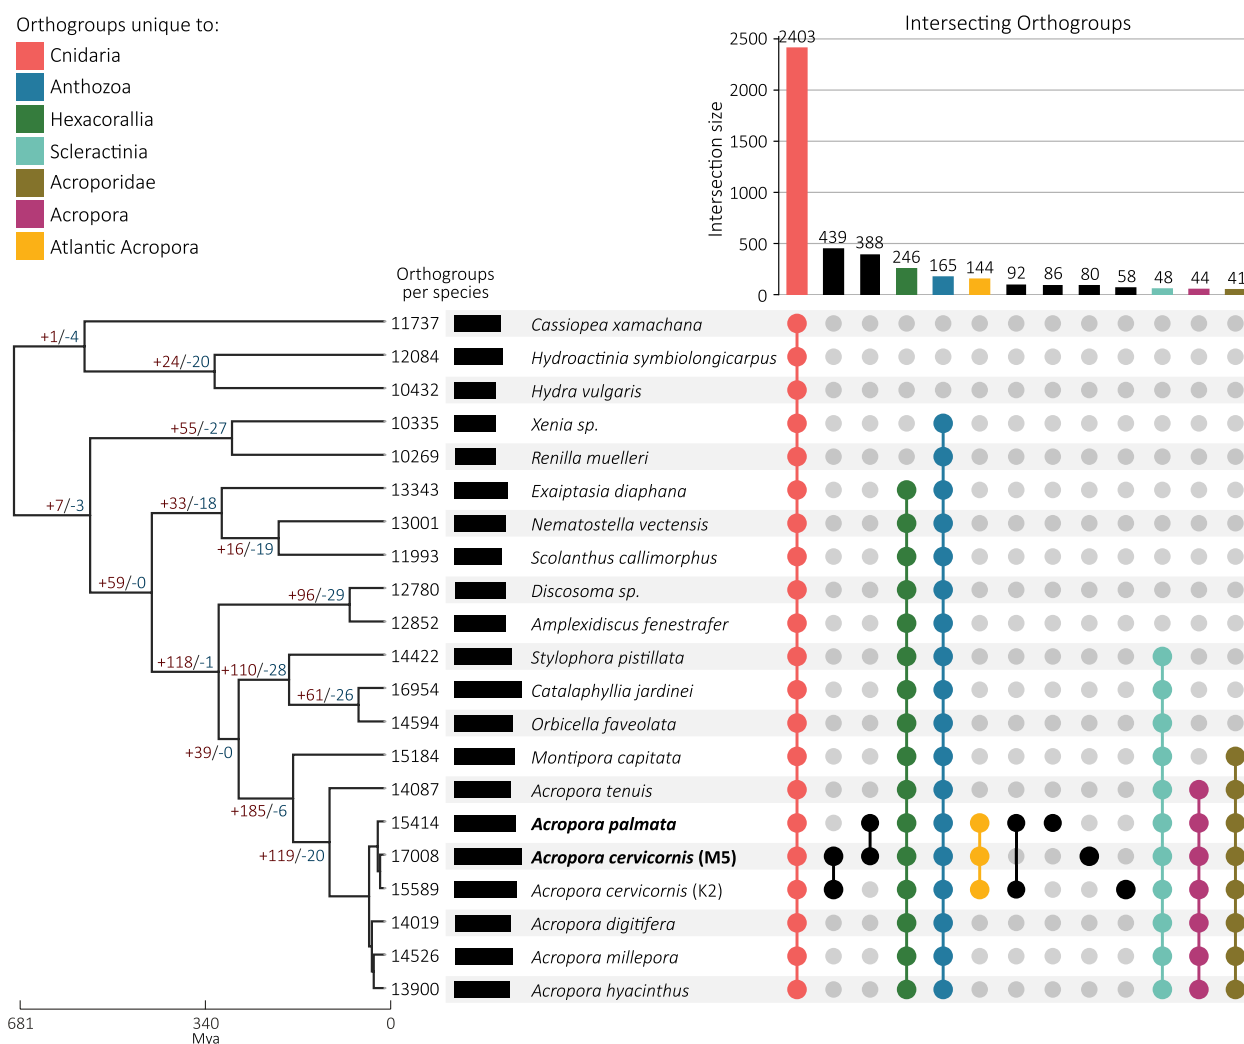 Orthogroups unique to:
Cnidaria
Anthozoa
Hexacorallia
Scleractinia
Acroporidae
Acropora
Atlantic Acropora
Intersecting Orthogroups
Intersection size
2500
2000
1500
1000
500
0
2403
439
388
246
165
144
92
86
80
58
48
44
41
Orthogroups
per species
11737 Cassiopea xamachana
12084 Hydroactinia symbiolongicarpus
10432 Hydra vulgaris
10335 Xenia sp.
10269 Renilla muelleri
13343 Exaiptasia diaphana
13001 Nematostella vectensis
11993 Scolanthus callimorphus
12780 Discosoma sp.
12852 Amplexidiscus fenestrafer
14422 Stylophora pistillata
16954 Catalaphyllia jardinei
14594 Orbicella faveolata
15184 Montipora capitata
14087 Acropora tenuis
15414 Acropora palmata
17008 Acropora cervicornis (M5)
15589 Acropora cervicornis (K2)
14019 Acropora digitifera
14526 Acropora millepora
13900 Acropora hyacinthus
+1/-4
+24/-20
+55/-27
+7/-3
+33/-18
+16/-19
+59/-0
+96/-29
+118/-1
+110/-28
+61/-26
+39/-0
+185/-6
+119/-20
681
340
0
Mya